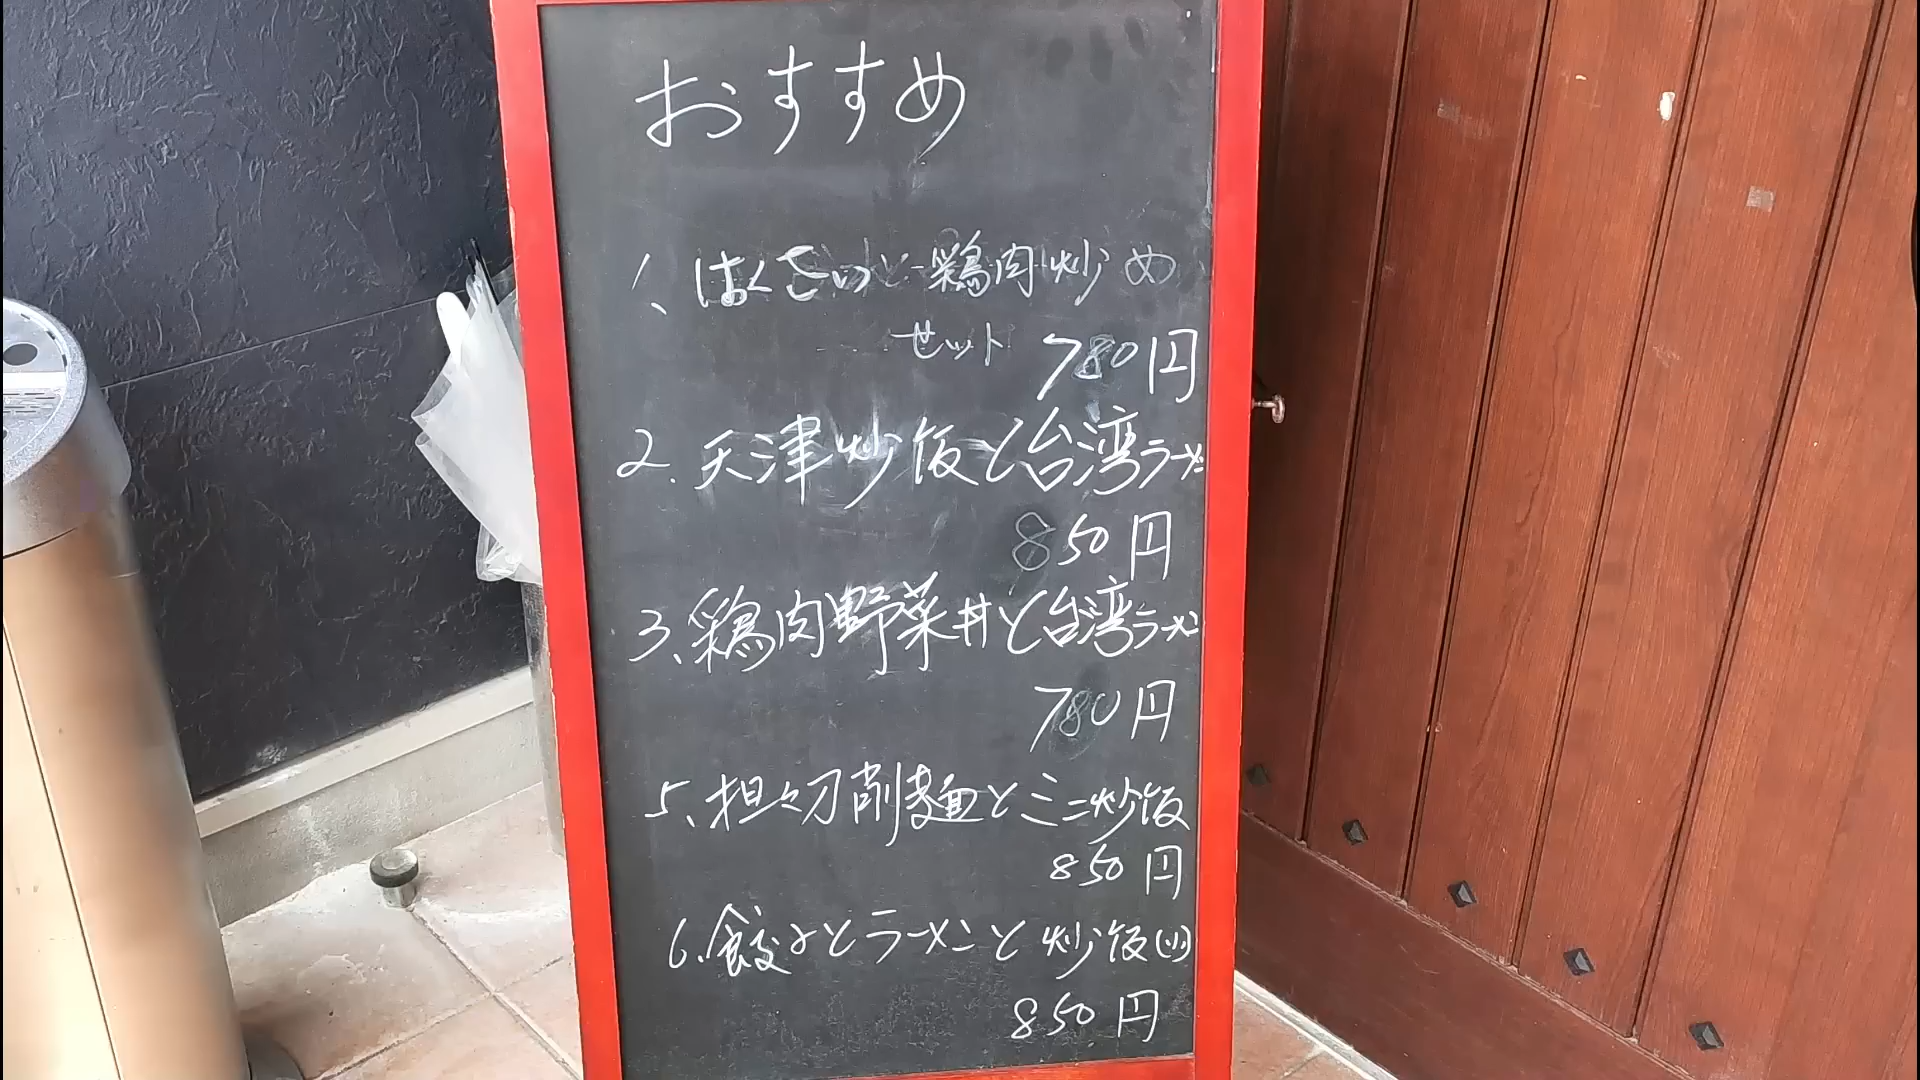 おすすめ
1、はくさいと鶏肉炒め
セット 780円
2.天津炒飯と台湾ラーメン
850円
3、鶏肉野菜丼と台湾ラーメン
780円
5、担々刀削麺とミニ炒飯
850円
6.餃子とラーメンと炒飯(小)
850円